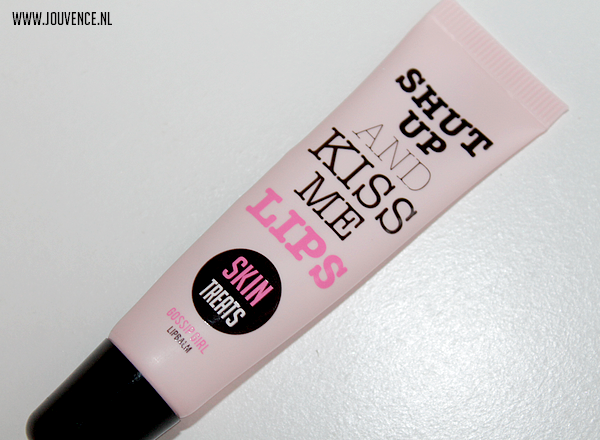 WWW.JOUVENCE.NL
SHUT
UP
AND
KISS
ME
LIPS
SKIN
TREATS
GOSSIP GIRL
LIPBALM